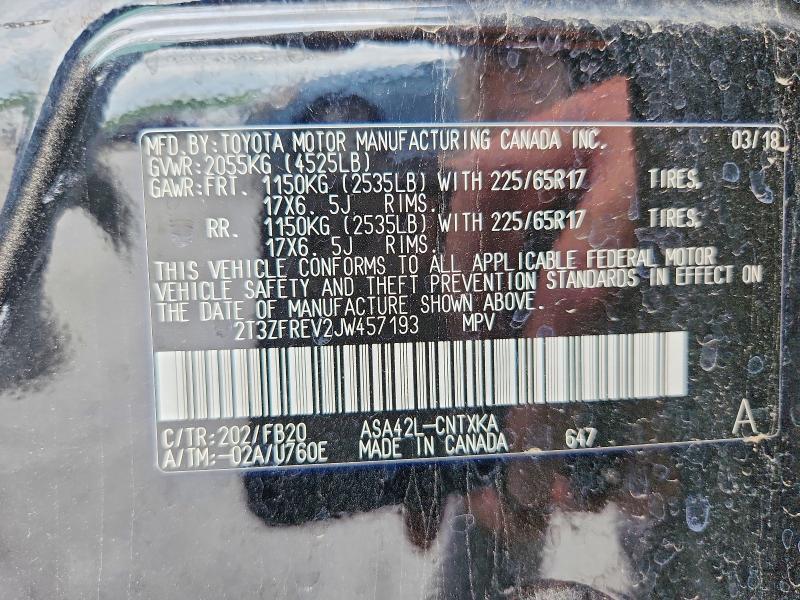 MFD. BY: TOYOTA MOTOR MANUFACTURING CANADA INC. 03/18
GVWR: 2055KG (4525LB)
GAWR: FRT. 1150KG (2535LB) WITH 225/65R17 TIRES,
17X6. 5J RIMS.
RR. 1150KG (2535LB) WITH 225/65R17 TIRES,
17X6. 5J RIMS.
THIS VEHICLE CONFORMS TO ALL APPLICABLE FEDERAL MOTOR
VEHICLE SAFETY AND THEFT PREVENTION STANDARDS IN EFFECT ON
THE DATE OF MANUFACTURE SHOWN ABOVE.
2T3ZFREV2JW457193 MPV
C/TR: 202/FB20 ASA42L-CNTXKA A
A/TM: -02A/U760E MADE IN CANADA 647